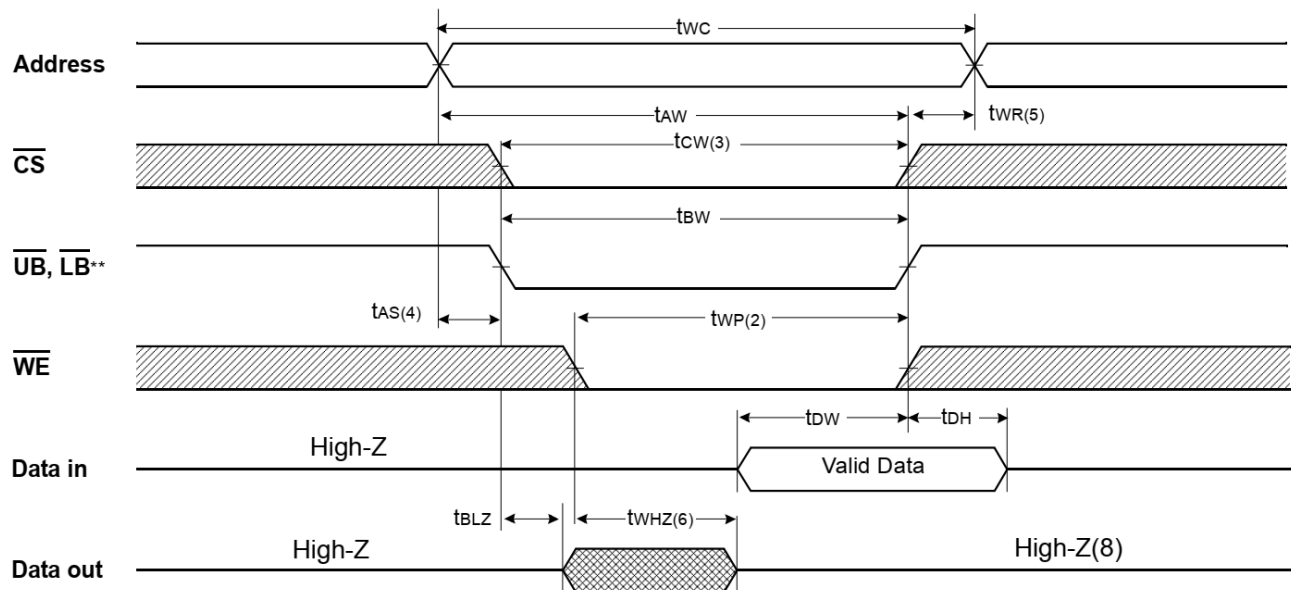 tWC
Address
tAW
tWR(5)
CS
tCW(3)
tBW
UB, LB**
tAS(4)
tWP(2)
WE
tDW
tDH
High-Z
Data in
Valid Data
tBLZ
tWHZ(6)
High-Z
High-Z(8)
Data out